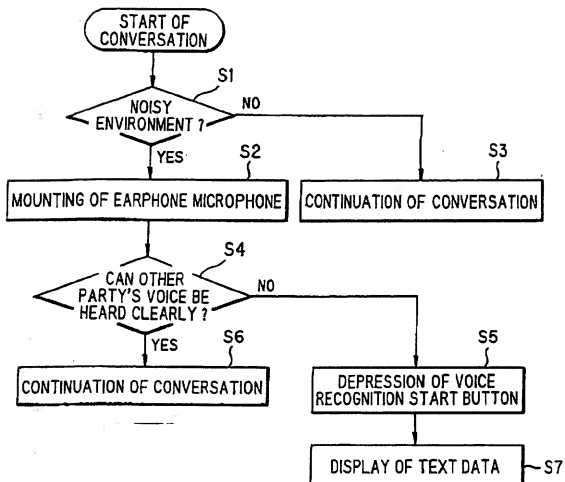 START OF
CONVERSATION
S1
NOISY
ENVIRONMENT ?
NO
YES
S2
MOUNTING OF EARPHONE MICROPHONE
S3
CONTINUATION OF CONVERSATION
S4
CAN OTHER
PARTY'S VOICE BE
HEARD CLEARLY ?
NO
YES
S6
CONTINUATION OF CONVERSATION
S5
DEPRESSION OF VOICE
RECOGNITION START BUTTON
DISPLAY OF TEXT DATA
S7